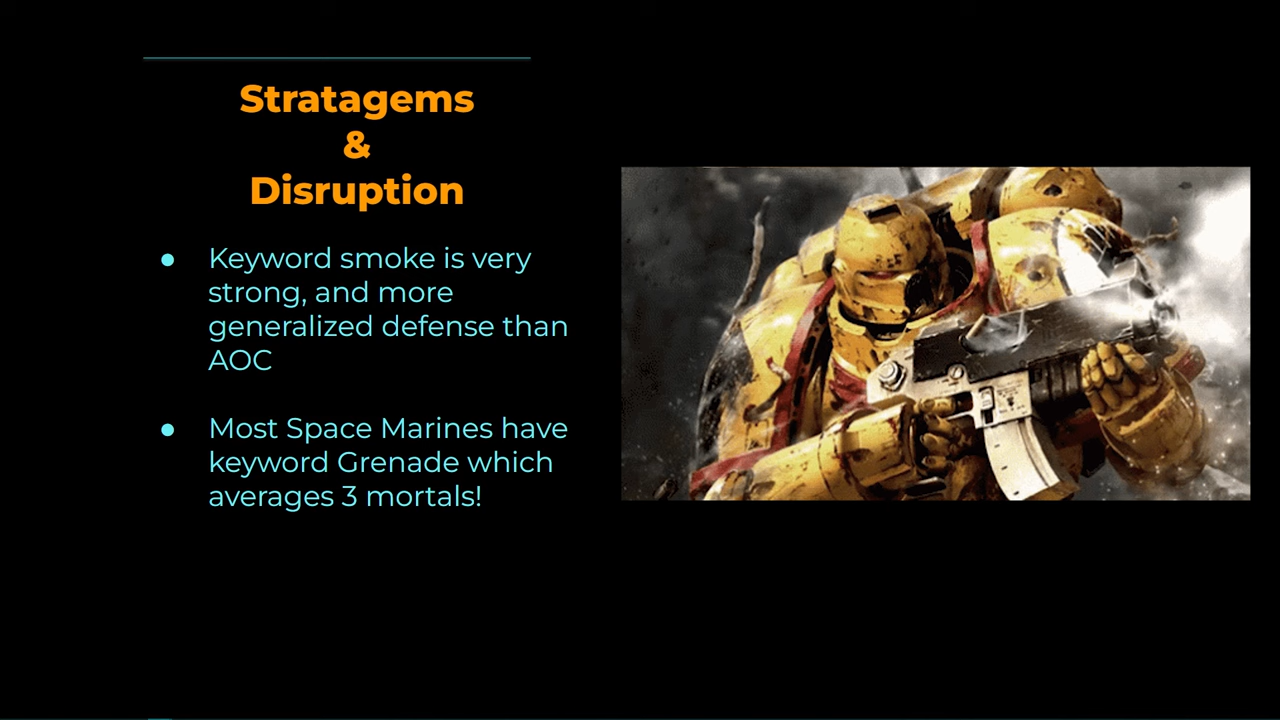 Stratagems
&
Disruption
● Keyword smoke is very
strong, and more
generalized defense than
AOC
● Most Space Marines have
keyword Grenade which
averages 3 mortals!